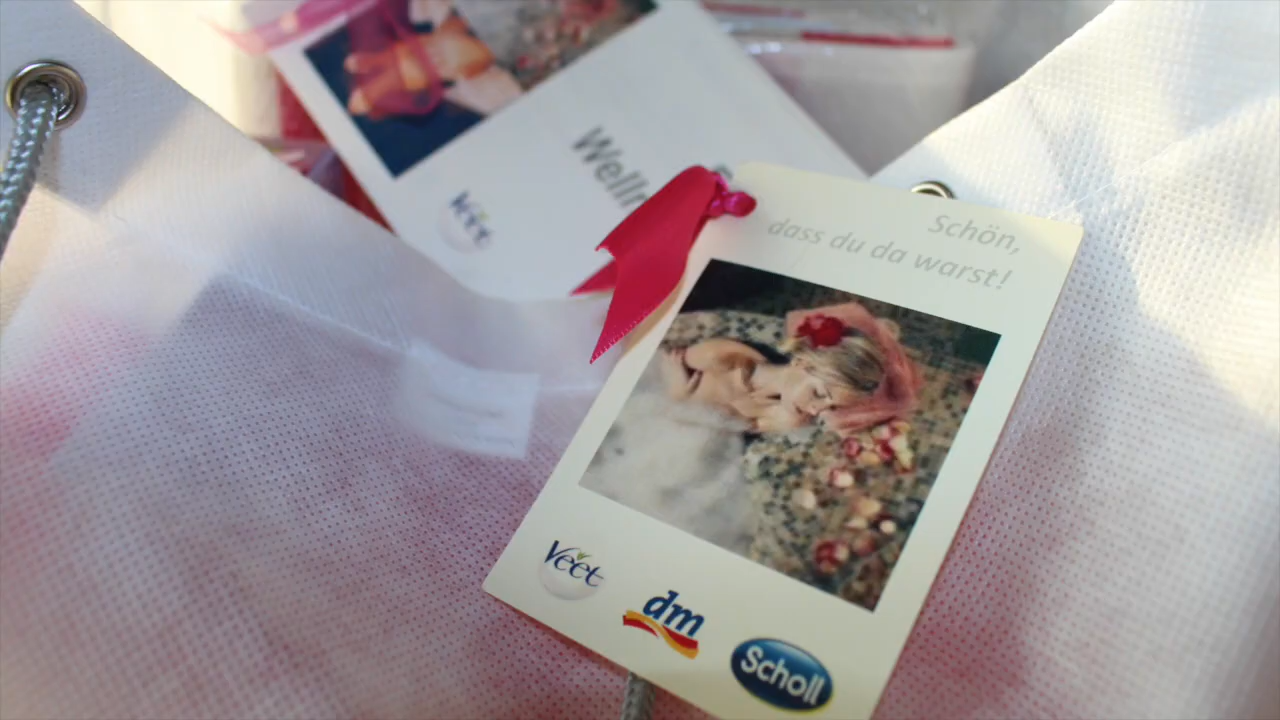 Veet
Schön,
dass du da warst!
Veet
dm
Scholl